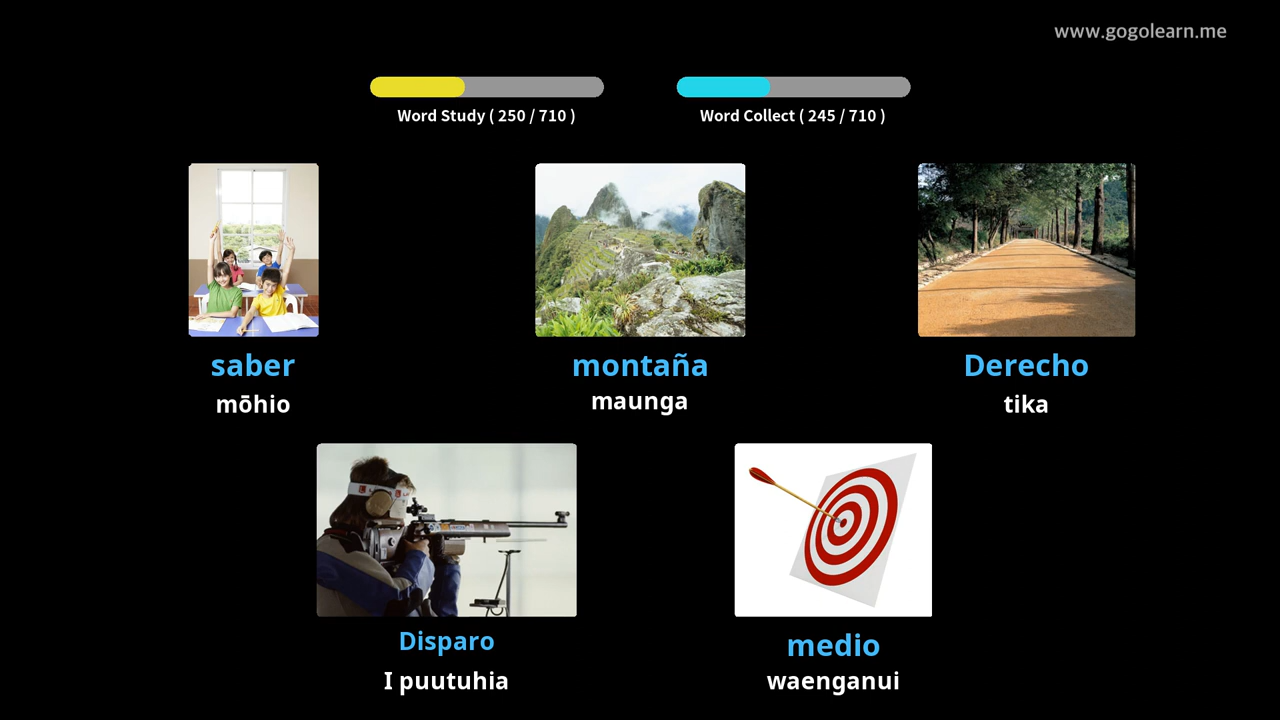 www.gogolearn.me
Word Study ( 250 / 710 )
Word Collect ( 245 / 710 )
saber
mōhio
montaña
maunga
Derecho
tika
Disparo
I puutuhia
medio
waenganui